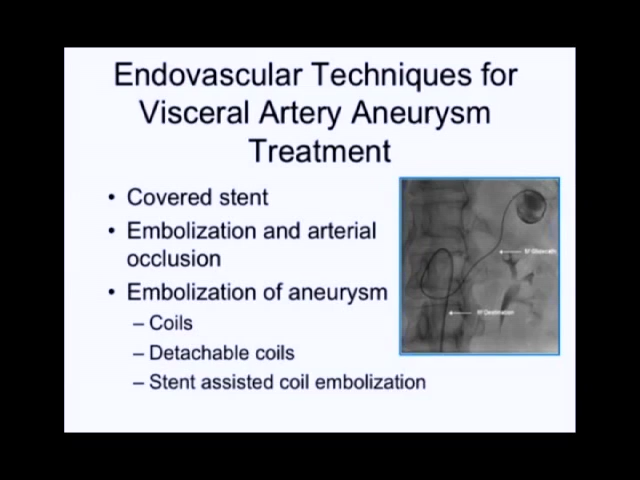 Endovascular Techniques for
Visceral Artery Aneurysm
Treatment
• Covered stent
• Embolization and arterial
occlusion
• Embolization of aneurysm
– Coils
– Detachable coils
– Stent assisted coil embolization
Destination